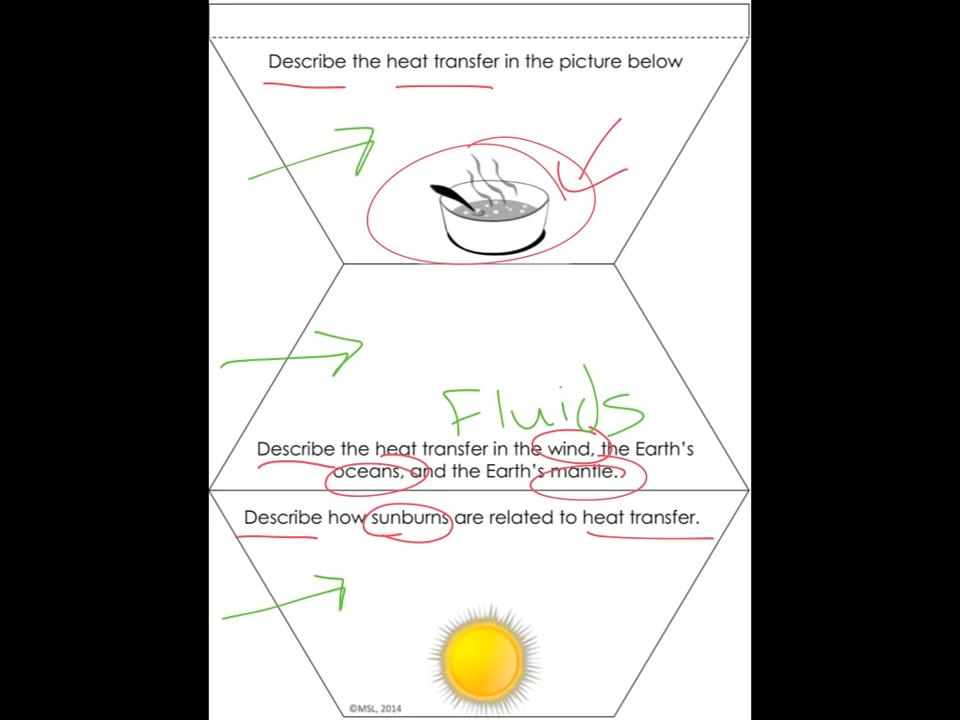 Describe the heat transfer in the picture below
Fluids
Describe the heat transfer in the wind, the Earth's
oceans, and the Earth's mantle.
Describe how sunburns are related to heat transfer.
©MSL, 2014